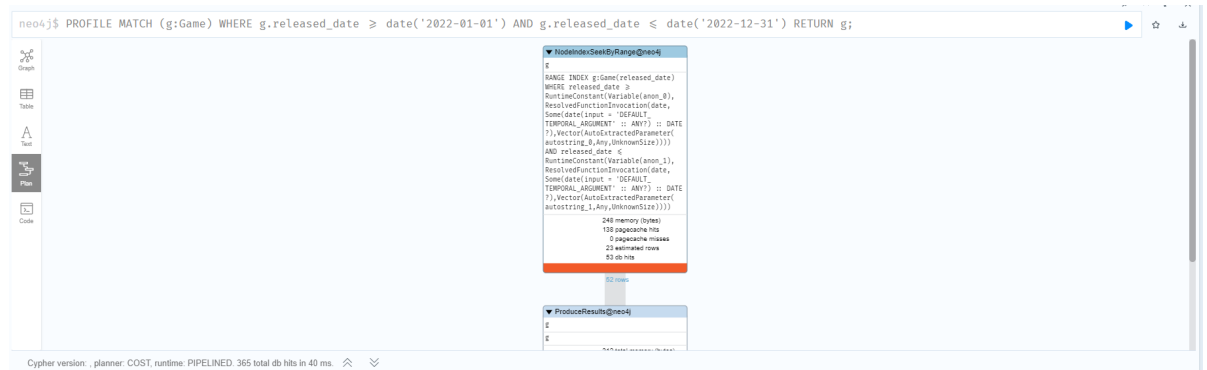 neo4j$ PROFILE MATCH (g:Game) WHERE g.released_date ≥ date('2022-01-01') AND g.released_date ≤ date('2022-12-31') RETURN g;
Graph
Table
A
Text
Plan
Code
▼ NodeIndexSeekByRange@neo4j
g
RANGE INDEX g:Game(released_date)
WHERE released_date ≥
RuntimeConstant(Variable(anon_0),
ResolvedFunctionInvocation(date,
Some(date(input = 'DEFAULT_
TEMPORAL_ARGUMENT' :: ANY?) :: DATE
?),Vector(AutoExtractedParameter(
autostring_0,Any,UnknownSize))))
AND released_date ≤
RuntimeConstant(Variable(anon_1),
ResolvedFunctionInvocation(date,
Some(date(input = 'DEFAULT_
TEMPORAL_ARGUMENT' :: ANY?) :: DATE
?),Vector(AutoExtractedParameter(
autostring_1,Any,UnknownSize))))
248 memory (bytes)
138 pagecache hits
0 pagecache misses
23 estimated rows
53 db hits
52 rows
▼ ProduceResults@neo4j
g
g
Cypher version: , planner: COST, runtime: PIPELINED. 365 total db hits in 40 ms.